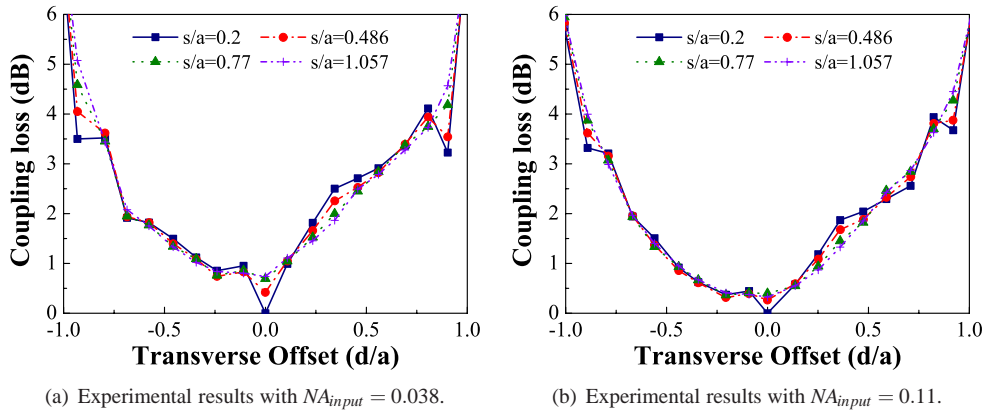 6
5
4
3
2
1
0
Coupling loss (dB)
s/a=0.2
s/a=0.486
s/a=0.77
s/a=1.057
-1.0 -0.5 0.0 0.5 1.0
Transverse Offset (d/a)
(a) Experimental results with NAinput = 0.038.
6
5
4
3
2
1
0
Coupling loss (dB)
s/a=0.2
s/a=0.486
s/a=0.77
s/a=1.057
-1.0 -0.5 0.0 0.5 1.0
Transverse Offset (d/a)
(b) Experimental results with NAinput = 0.11.